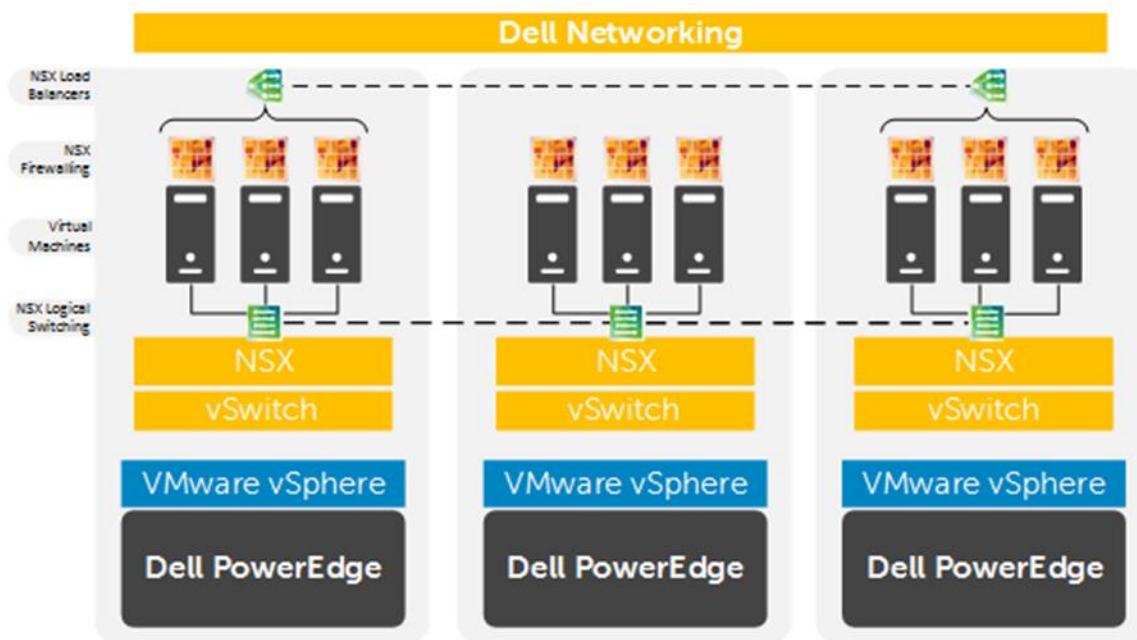 Dell Networking
NSX Load
Balancers
NSX
Firewalling
Virtual
Machines
NSX Logical
Switching
NSX
NSX
NSX
vSwitch
vSwitch
vSwitch
VMware vSphere
VMware vSphere
VMware vSphere
Dell PowerEdge
Dell PowerEdge
Dell PowerEdge